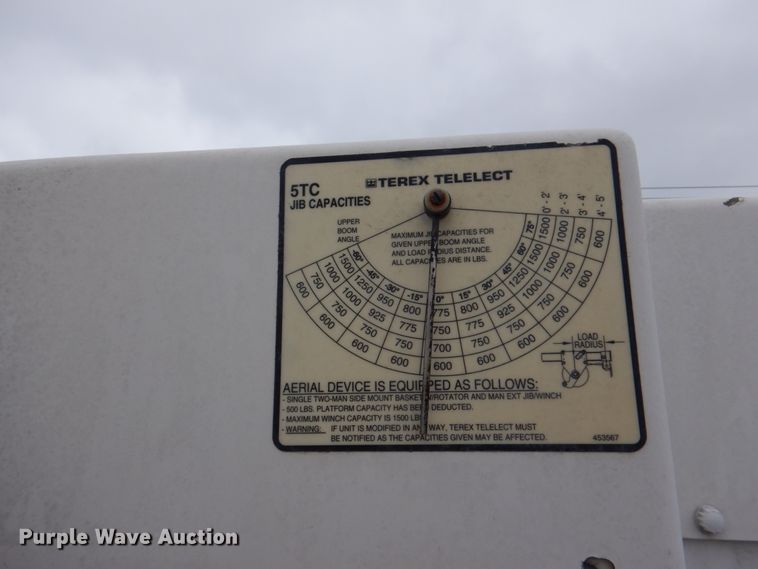 5TC
JIB CAPACITIES
TEREX TELELECT
UPPER
BOOM
ANGLE
MAXIMUM JIB CAPACITIES FOR
GIVEN UPPER BOOM ANGLE
AND LOAD RADIUS DISTANCE.
ALL CAPACITIES ARE IN LBS.
0' - 2'
2' - 3'
3' - 4'
4' - 5'
-60° -45° -30° -15° 0° 15° 30° 45° 60° 75°
1500 1250 950 800 775 800 950 1250 1500 1500
1000 1000 925 775 750 775 925 1000 1000 1000
750 750 750 750 700 750 750 750 750 750
600 600 600 600 600 600 600 600 600 600
LOAD
RADIUS
AERIAL DEVICE IS EQUIPPED AS FOLLOWS:
- SINGLE TWO-MAN SIDE MOUNT BASKET W/ROTATOR AND MAN EXT JIB/WINCH
- 500 LBS. PLATFORM CAPACITY HAS BEEN DEDUCTED.
- MAXIMUM WINCH CAPACITY IS 1500 LBS
- WARNING: IF UNIT IS MODIFIED IN ANY WAY, TEREX TELELECT MUST
BE NOTIFIED AS THE CAPACITIES GIVEN MAY BE AFFECTED.
453567
Purple Wave Auction